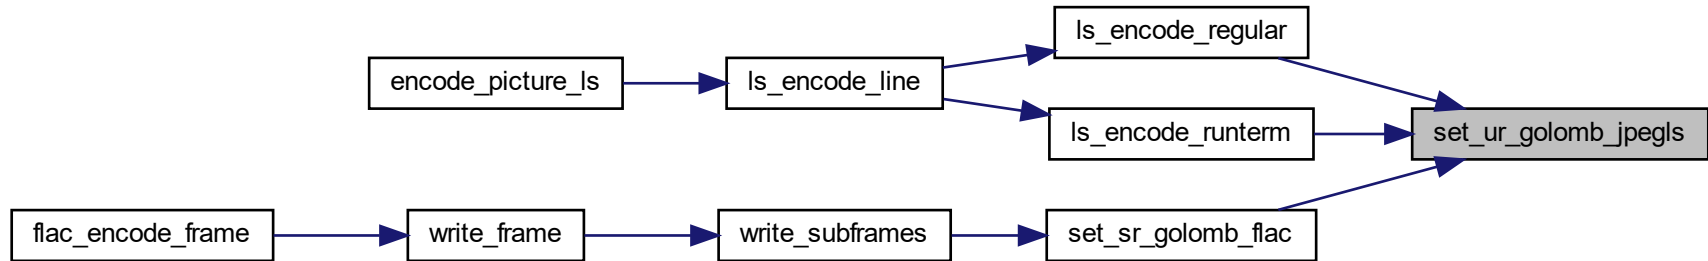 ls_encode_regular
encode_picture_ls
ls_encode_line
ls_encode_runterm
set_ur_golomb_jpegls
flac_encode_frame
write_frame
write_subframes
set_sr_golomb_flac